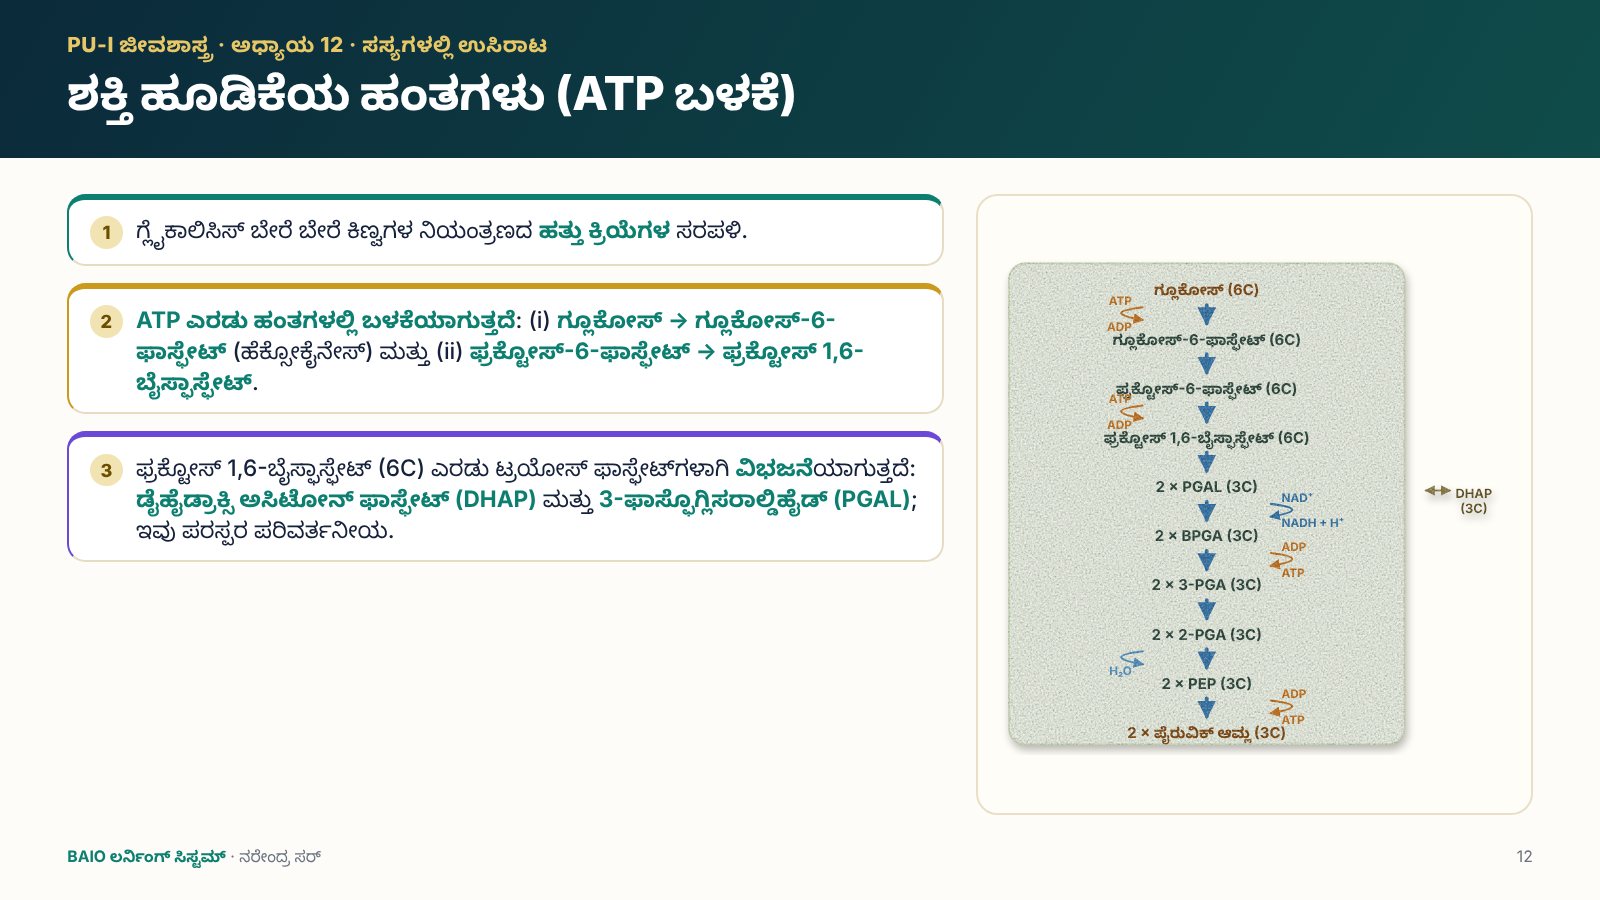 PU-I ಜೀವಶಾಸ್ತ್ರ · ಅಧ್ಯಾಯ 12 · ಸಸ್ಯಗಳಲ್ಲಿ ಉಸಿರಾಟ
ಶಕ್ತಿ ಹೂಡಿಕೆಯ ಹಂತಗಳು (ATP ಬಳಕೆ)
1 ಗ್ಲೈಕಾಲಿಸಿಸ್ ಬೇರೆ ಬೇರೆ ಕಿಣ್ವಗಳ ನಿಯಂತ್ರಣದ ಹತ್ತು ಕ್ರಿಯೆಗಳ ಸರಪಳಿ.
2 ATP ಎರಡು ಹಂತಗಳಲ್ಲಿ ಬಳಕೆಯಾಗುತ್ತದೆ: (i) ಗ್ಲೂಕೋಸ್ → ಗ್ಲೂಕೋಸ್-6-
ಫಾಸ್ಫೇಟ್ (ಹೆಕ್ಸೋಕೈನೇಸ್) ಮತ್ತು (ii) ಫ್ರಕ್ಟೋಸ್-6-ಫಾಸ್ಫೇಟ್ → ಫ್ರಕ್ಟೋಸ್ 1,6-
ಬೈಸ್ಫಾಸ್ಫೇಟ್.
3 ಫ್ರಕ್ಟೋಸ್ 1,6-ಬೈಸ್ಫಾಸ್ಫೇಟ್ (6C) ಎರಡು ಟ್ರಯೋಸ್ ಫಾಸ್ಫೇಟ್‌ಗಳಾಗಿ ವಿಭಜನೆಯಾಗುತ್ತದೆ:
ಡೈಹೈಡ್ರಾಕ್ಸಿ ಅಸಿಟೋನ್ ಫಾಸ್ಫೇಟ್ (DHAP) ಮತ್ತು 3-ಫಾಸ್ಫೊಗ್ಲಿಸರಾಲ್ಡಿಹೈಡ್ (PGAL);
ಇವು ಪರಸ್ಪರ ಪರಿವರ್ತನೀಯ.
ಗ್ಲೂಕೋಸ್ (6C)
ATP
ADP
ಗ್ಲೂಕೋಸ್-6-ಫಾಸ್ಫೇಟ್ (6C)
ಫ್ರಕ್ಟೋಸ್-6-ಫಾಸ್ಫೇಟ್ (6C)
ATP
ADP
ಫ್ರಕ್ಟೋಸ್ 1,6-ಬೈಸ್ಫಾಸ್ಫೇಟ್ (6C)
2 × PGAL (3C)
↔ DHAP
(3C)
NAD⁺
NADH + H⁺
2 × BPGA (3C)
ADP
ATP
2 × 3-PGA (3C)
2 × 2-PGA (3C)
H₂O
2 × PEP (3C)
ADP
ATP
2 × ಪೈರುವಿಕ್ ಆಮ್ಲ (3C)
BAIO ಲರ್ನಿಂಗ್ ಸಿಸ್ಟಮ್ · ನರೇಂದ್ರ ಸರ್
12